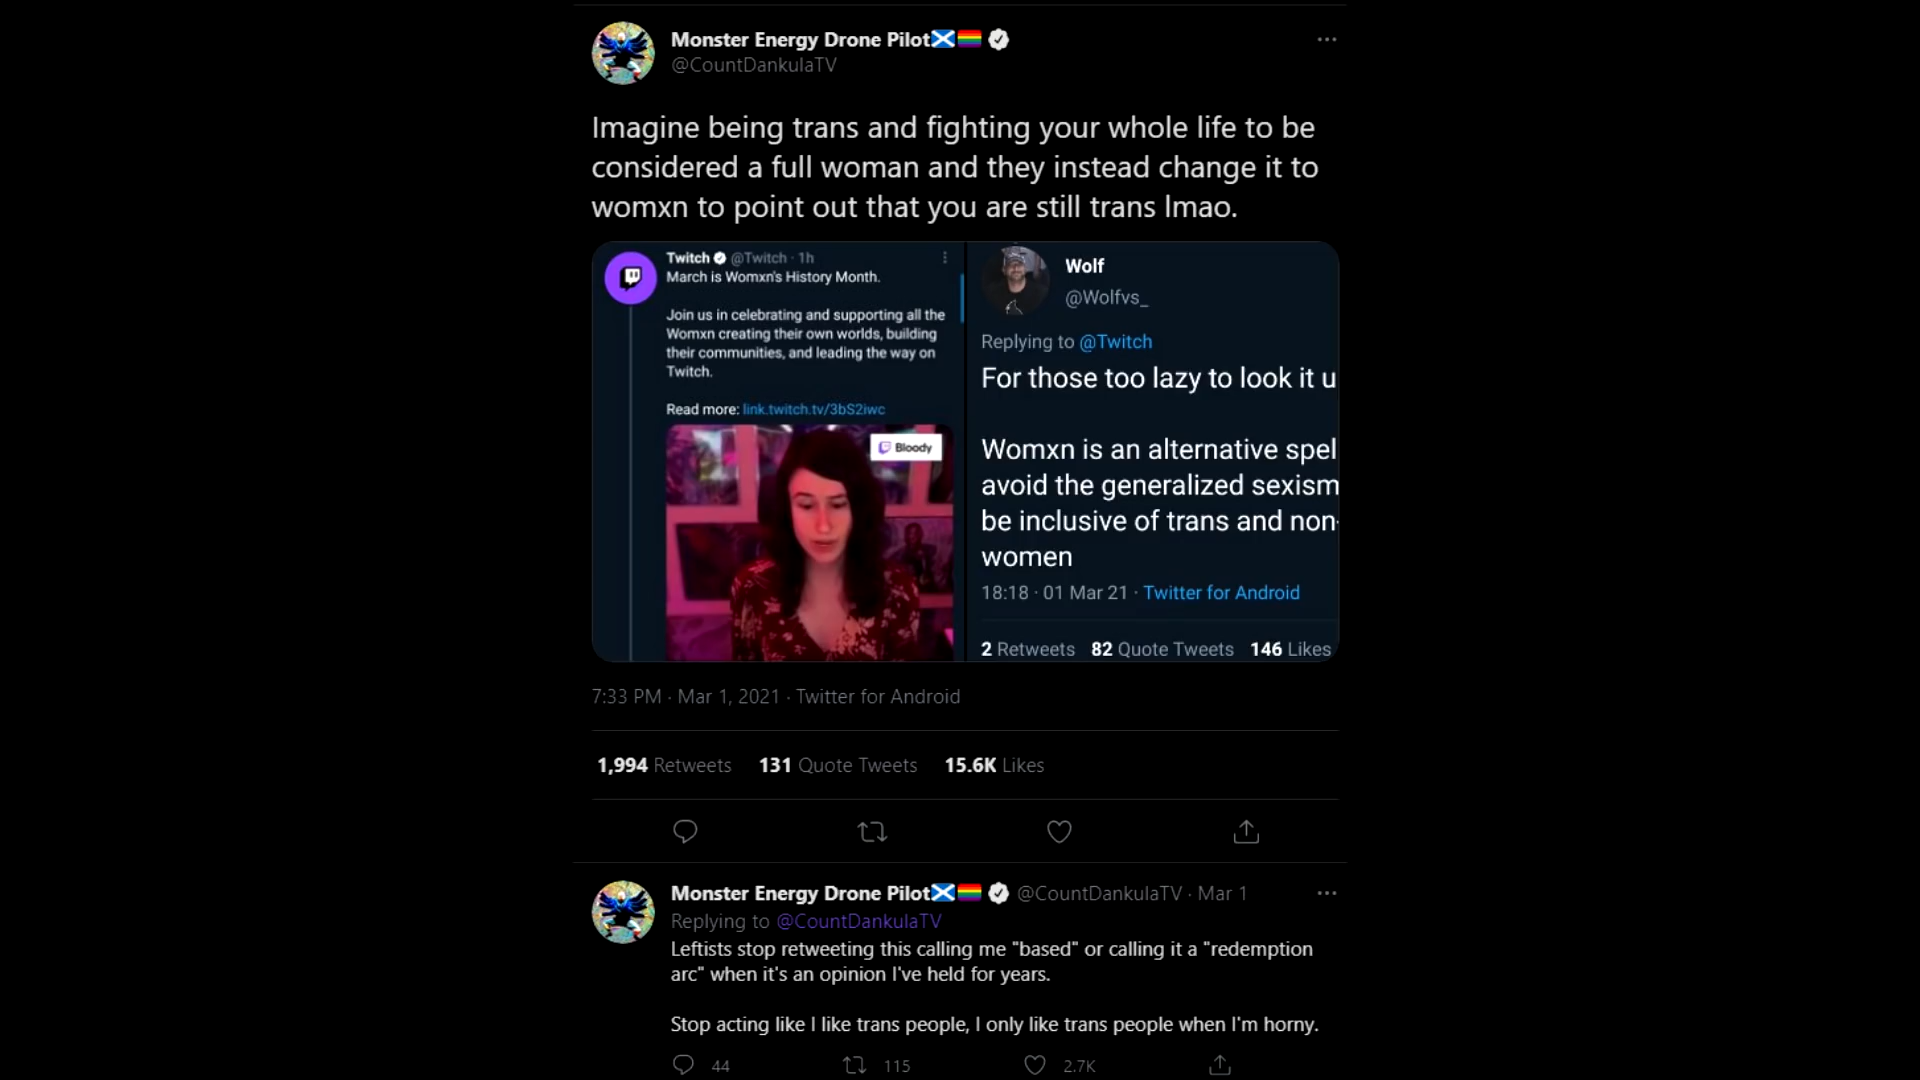 Monster Energy Drone Pilot
@CountDankulaTV
Imagine being trans and fighting your whole life to be
considered a full woman and they instead change it to
womxn to point out that you are still trans lmao.
Twitch @Twitch · 1h
March is Womxn's History Month.
Join us in celebrating and supporting all the
Womxn creating their own worlds, building
their communities, and leading the way on
Twitch.
Read more: link.twitch.tv/3bS2iwc
Bloody
Wolf
@Wolfvs_
Replying to @Twitch
For those too lazy to look it u
Womxn is an alternative spel
avoid the generalized sexism
be inclusive of trans and non-
women
18:18 · 01 Mar 21 · Twitter for Android
2 Retweets 82 Quote Tweets 146 Likes
7:33 PM · Mar 1, 2021 · Twitter for Android
1,994 Retweets 131 Quote Tweets 15.6K Likes
Monster Energy Drone Pilot @CountDankulaTV · Mar 1
Replying to @CountDankulaTV
Leftists stop retweeting this calling me "based" or calling it a "redemption
arc" when it's an opinion I've held for years.
Stop acting like I like trans people, I only like trans people when I'm horny.
44 115 2.7K